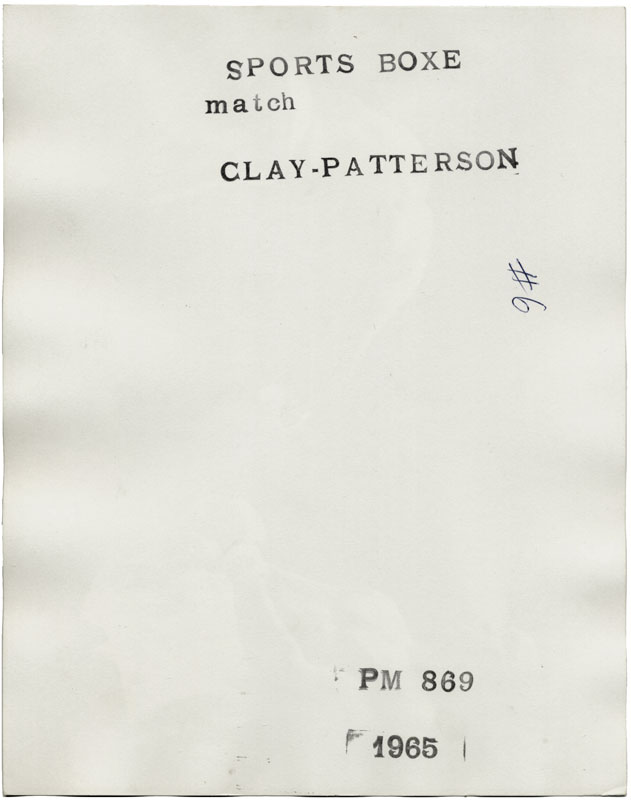 SPORTS BOXE
match
CLAY-PATTERSON
#6
PM 869
1965